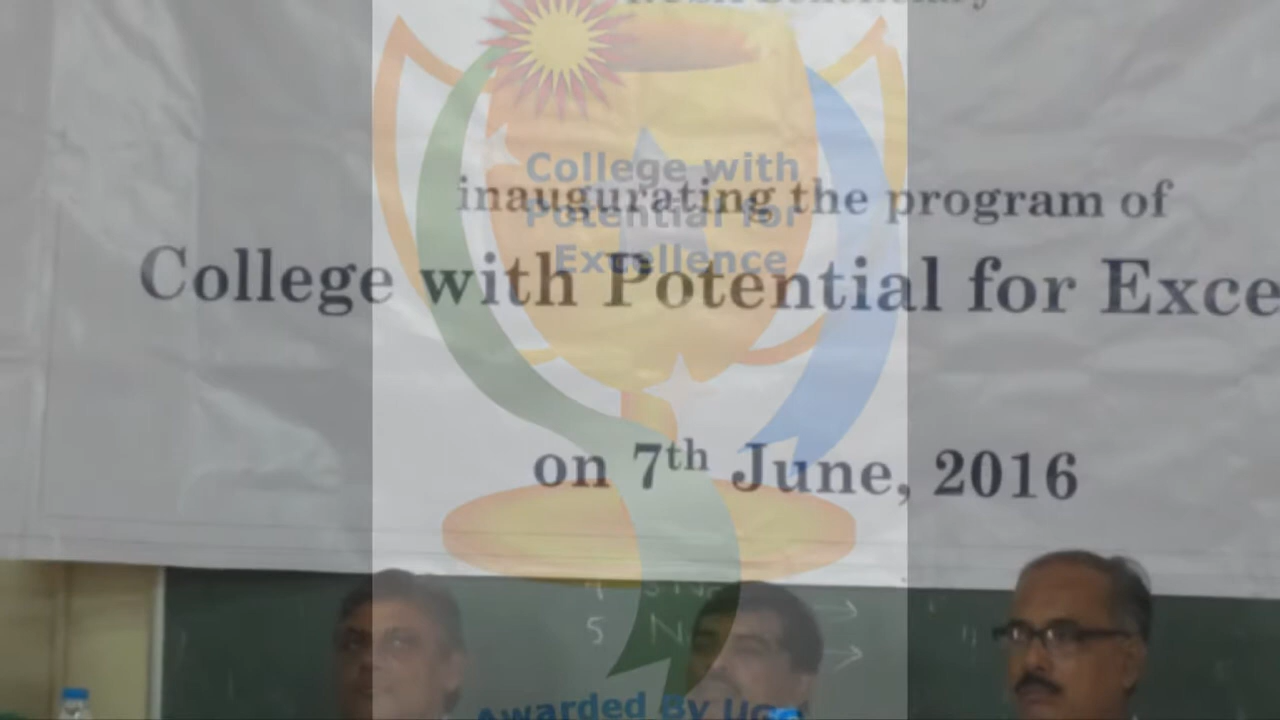 College with
inaugurating the program of
Potential for
Excellence
College with Potential for Exce
on 7th June, 2016
5 N
Awarded By